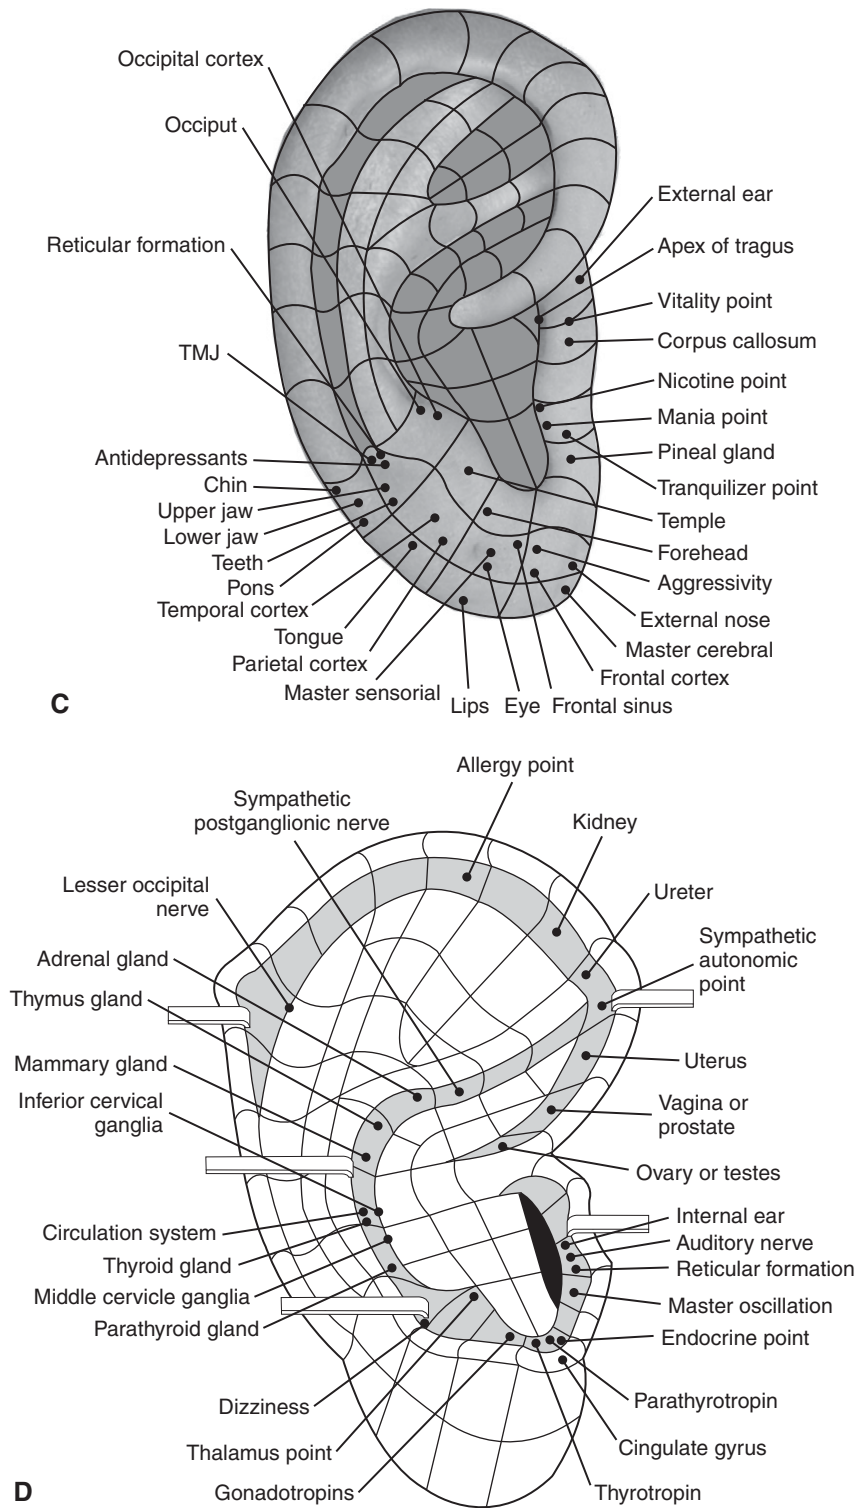 Occipital cortex
Occiput
Reticular formation
TMJ
Antidepressants
Chin
Upper jaw
Lower jaw
Teeth
Pons
Temporal cortex
Tongue
Parietal cortex
Master sensorial
Lips
Eye
Frontal sinus
External ear
Apex of tragus
Vitality point
Corpus callosum
Nicotine point
Mania point
Pineal gland
Tranquilizer point
Temple
Forehead
Aggressivity
External nose
Master cerebral
Frontal cortex
C
Allergy point
Sympathetic
postganglionic nerve
Kidney
Lesser occipital
nerve
Adrenal gland
Thymus gland
Mammary gland
Inferior cervical
ganglia
Circulation system
Thyroid gland
Middle cervicle ganglia
Parathyroid gland
Dizziness
Thalamus point
Gonadotropins
Ureter
Sympathetic
autonomic
point
Uterus
Vagina or
prostate
Ovary or testes
Internal ear
Auditory nerve
Reticular formation
Master oscillation
Endocrine point
Parathyrotropin
Cingulate gyrus
Thyrotropin
D